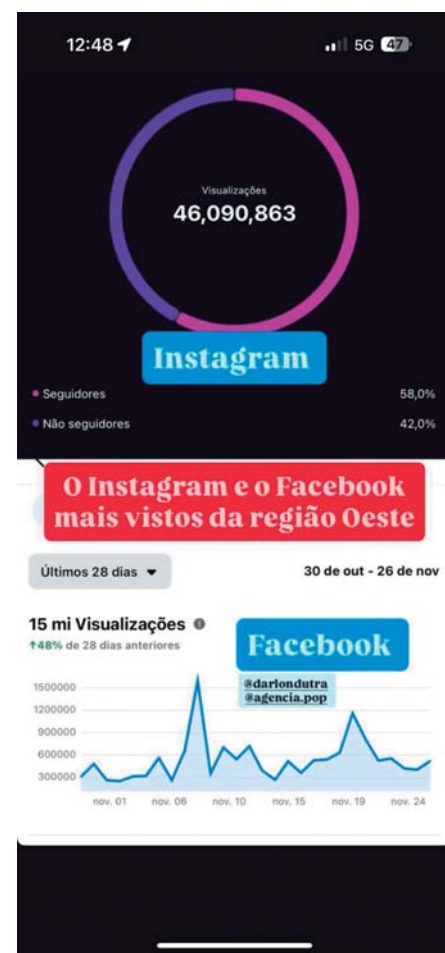 12:48
5G 47
Visualizações
46,090,863
Instagram
Seguidores 58,0%
Não seguidores 42,0%
O Instagram e o Facebook
mais vistos da região Oeste
Últimos 28 dias 30 de out - 26 de nov
15 mi Visualizações
↑48% de 28 dias anteriores
Facebook
@darlondutra
@agencia.pop
1500000
1200000
900000
600000
300000
nov. 01 nov. 06 nov. 10 nov. 15 nov. 19 nov. 24